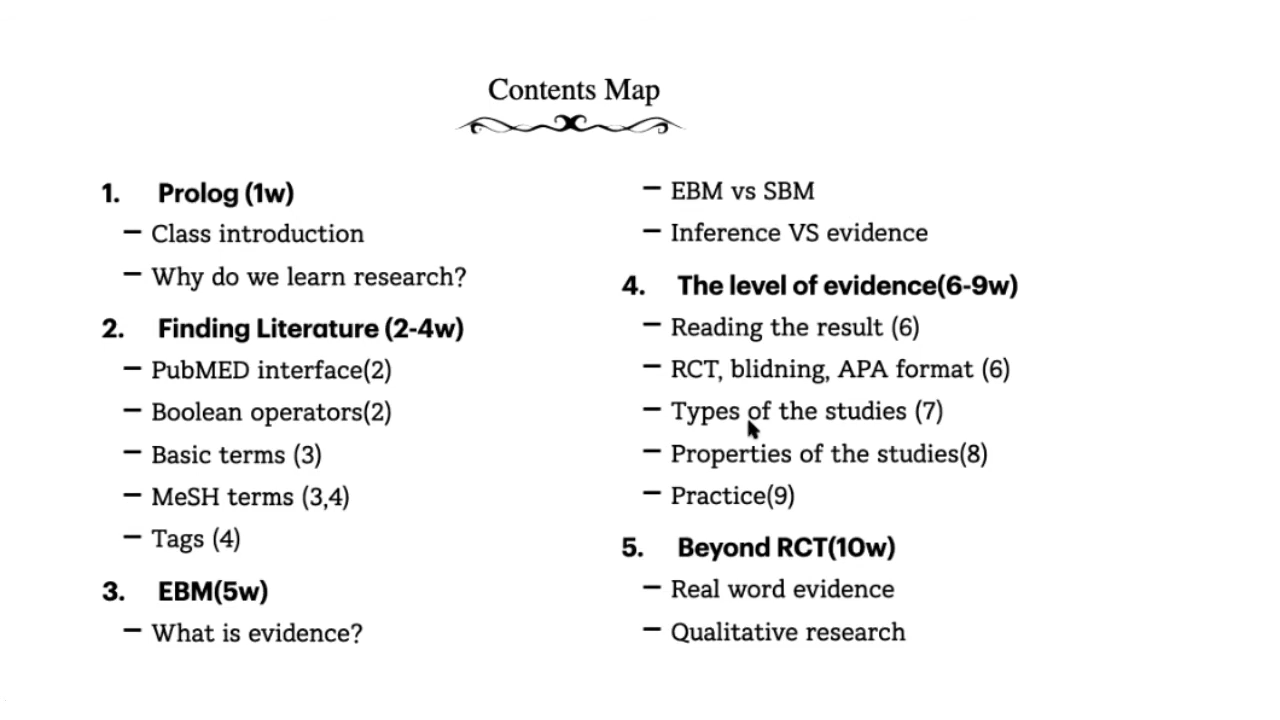 Contents Map
1. Prolog (1w)
– Class introduction
– Why do we learn research?
2. Finding Literature (2-4w)
– PubMED interface(2)
– Boolean operators(2)
– Basic terms (3)
– MeSH terms (3,4)
– Tags (4)
3. EBM(5w)
– What is evidence?
– EBM vs SBM
– Inference VS evidence
4. The level of evidence(6-9w)
– Reading the result (6)
– RCT, blidning, APA format (6)
– Types of the studies (7)
– Properties of the studies(8)
– Practice(9)
5. Beyond RCT(10w)
– Real word evidence
– Qualitative research